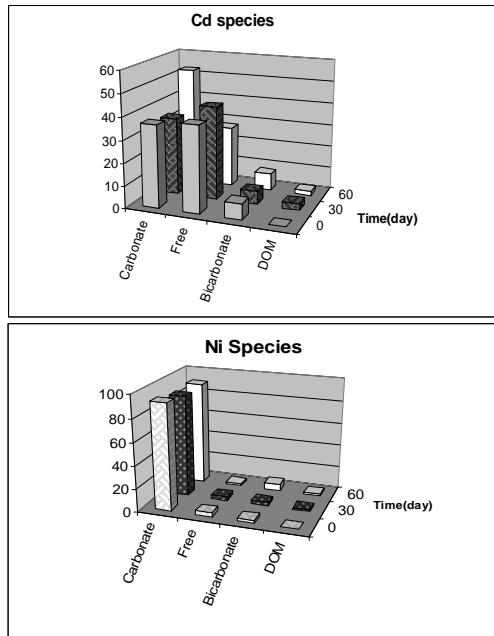 Cd species
60
50
40
30
20
10
0
60
30
0
Time(day)
Carbonate
Free
Bicarbonate
DOM
Ni Species
100
80
60
40
20
0
60
30
0
Time(day)
Carbonate
Free
Bicarbonate
DOM